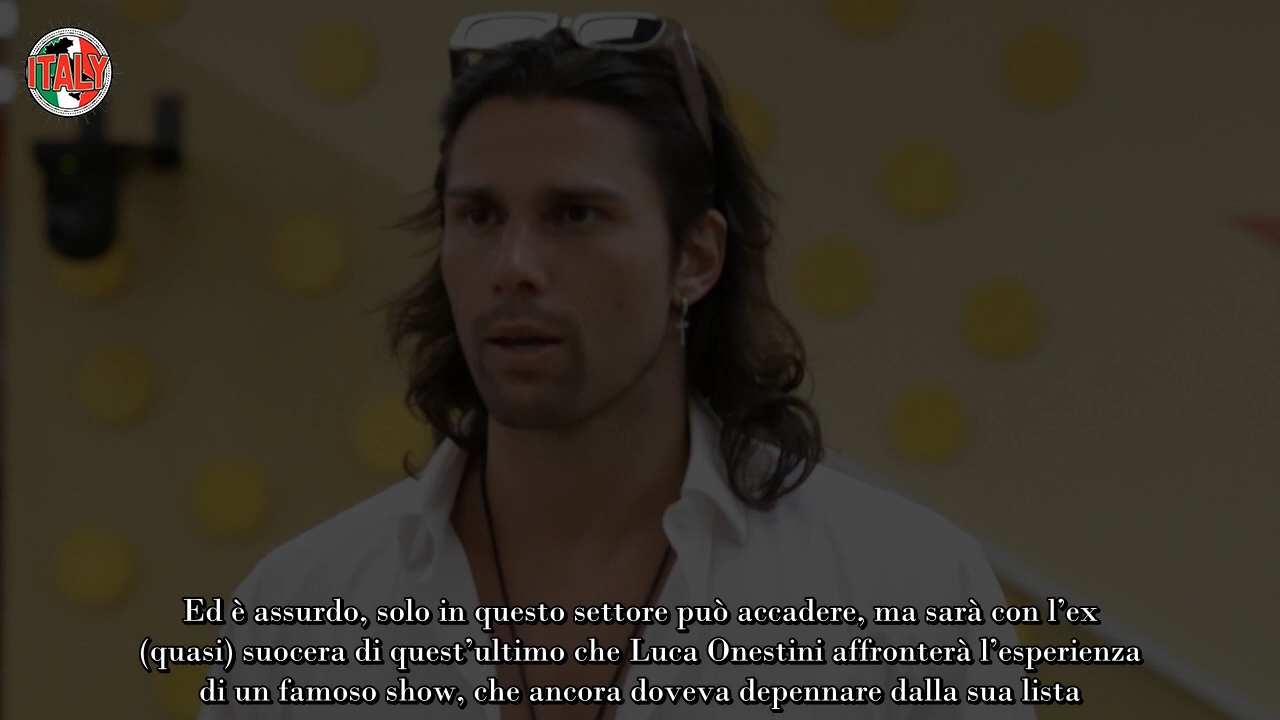 ITALY
Ed è assurdo, solo in questo settore può accadere, ma sarà con l’ex
(quasi) suocera di quest’ultimo che Luca Onestini affronterà l’esperienza
di un famoso show, che ancora doveva depennare dalla sua lista